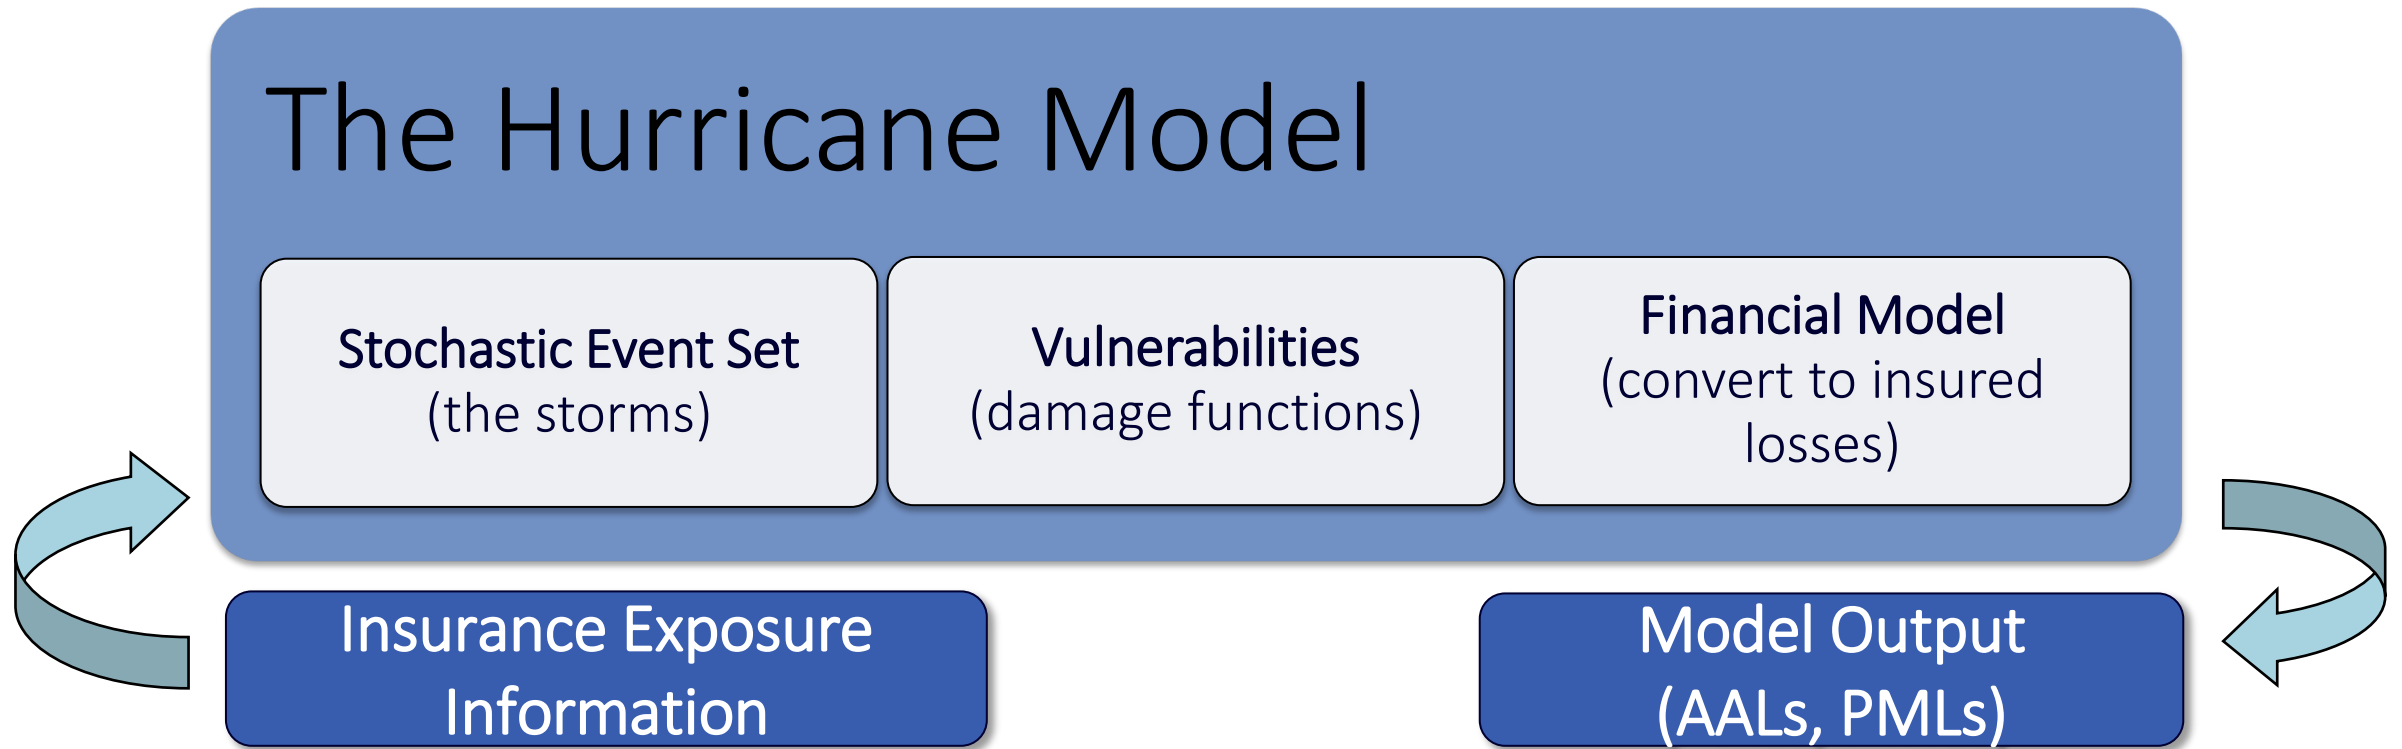 The Hurricane Model
Stochastic Event Set
(the storms)
Vulnerabilities
(damage functions)
Financial Model
(convert to insured
losses)
Insurance Exposure
Information
Model Output
(AALs, PMLs)